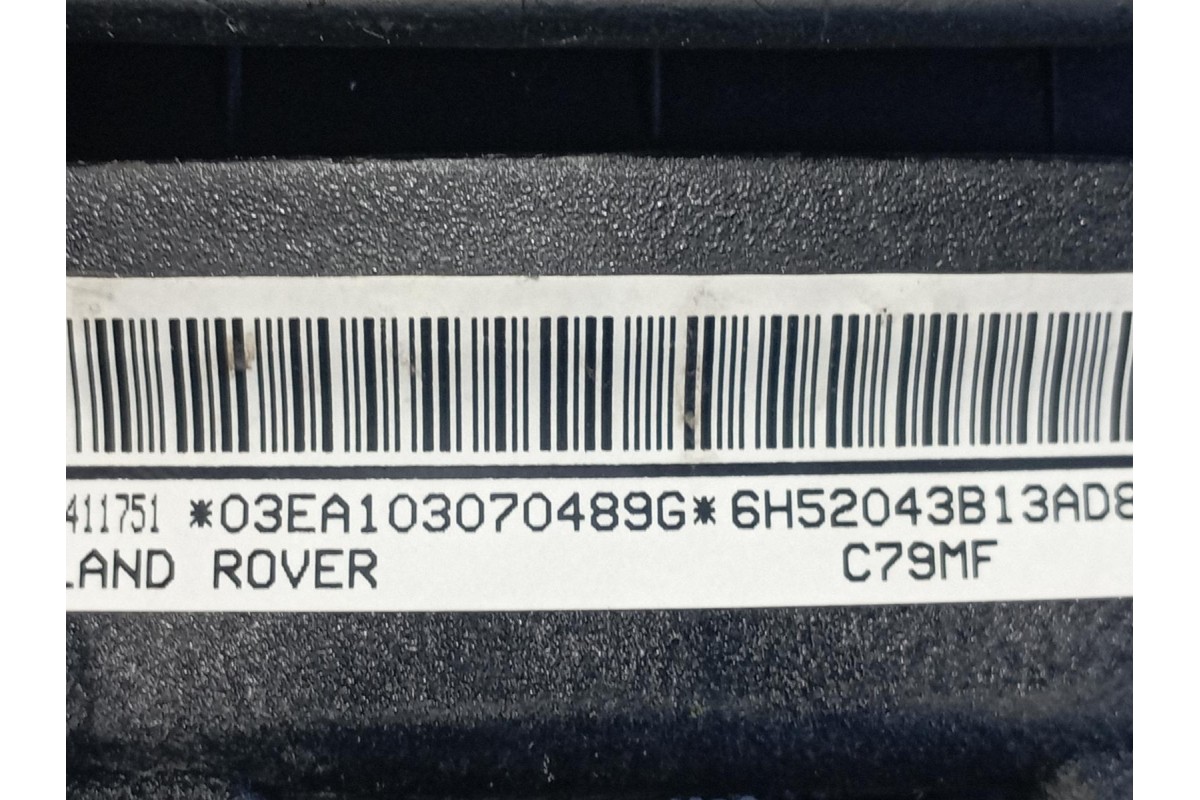 411751 *03EA103070489G* 6H52043B13AD8
LAND ROVER C79MF